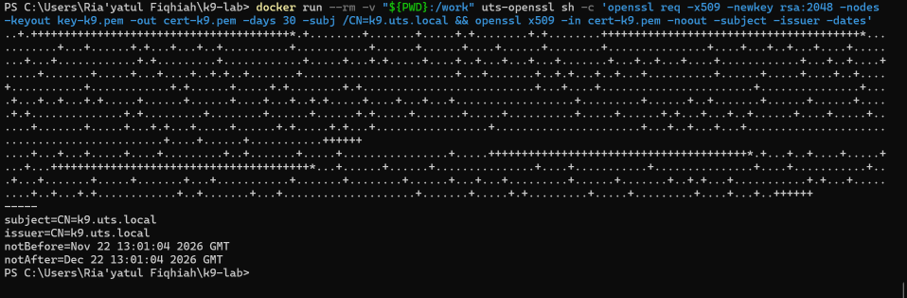 PS C:\Users\Ria'yatul Fiqhiah\k9-lab> docker run --rm -v "${PWD}:/work" uts-openssl sh -c 'openssl req -x509 -newkey rsa:2048 -nodes
-keyout key-k9.pem -out cert-k9.pem -days 30 -subj /CN=k9.uts.local && openssl x509 -in cert-k9.pem -noout -subject -issuer -dates'
-----
subject=CN=k9.uts.local
issuer=CN=k9.uts.local
notBefore=Nov 22 13:01:04 2026 GMT
notAfter=Dec 22 13:01:04 2026 GMT
PS C:\Users\Ria'yatul Fiqhiah\k9-lab>